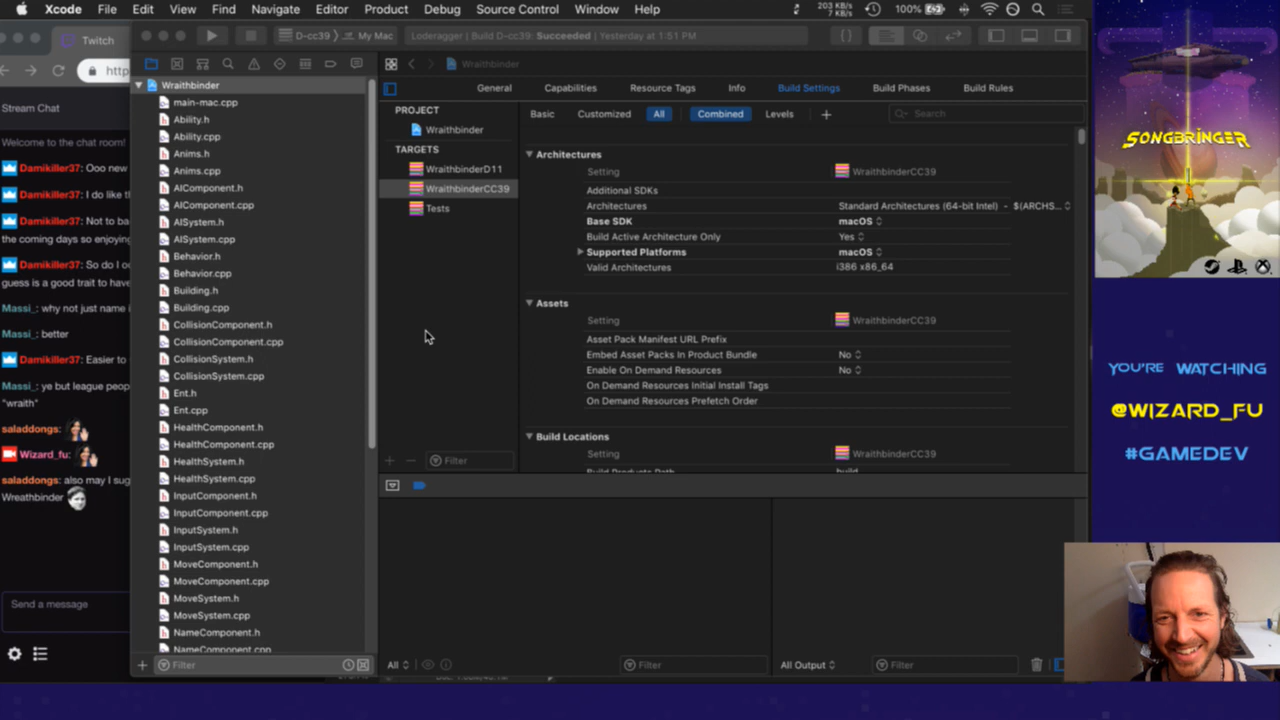 Xcode File Edit View Find Navigate Editor Product Debug Source Control Window Help
203 KB/s
7 KB/s
100%
Twitch
D-cc39 My Mac
Loderagger | Build D-cc39: Succeeded | Yesterday at 1:51 PM
http
Stream Chat
Welcome to the chat room!
Damikiller37: Ooo new
Damikiller37: I do like th
Damikiller37: Not to ba
the coming days so enjoying
Damikiller37: So do I o
guess is a good trait to have
Massi_: why not just name i
Massi_: better
Damikiller37: Easier to
Massi_: ye but league peop
"wraith"
saladdongs:
Wizard_fu:
saladdongs: also may I sug
Wreathbinder
Send a message
Wraithbinder
main-mac.cpp
Ability.h
Ability.cpp
Anims.h
Anims.cpp
AIComponent.h
AIComponent.cpp
AISystem.h
AISystem.cpp
Behavior.h
Behavior.cpp
Building.h
Building.cpp
CollisionComponent.h
CollisionComponent.cpp
CollisionSystem.h
CollisionSystem.cpp
Ent.h
Ent.cpp
HealthComponent.h
HealthComponent.cpp
HealthSystem.h
HealthSystem.cpp
InputComponent.h
InputComponent.cpp
InputSystem.h
InputSystem.cpp
MoveComponent.h
MoveComponent.cpp
MoveSystem.h
MoveSystem.cpp
NameComponent.h
NameComponent.cpp
Filter
Wraithbinder
General Capabilities Resource Tags Info Build Settings Build Phases Build Rules
PROJECT
Wraithbinder
TARGETS
WraithbinderD11
WraithbinderCC39
Tests
Filter
Basic Customized All Combined Levels + Search
Architectures
Setting WraithbinderCC39
Additional SDKs
Architectures Standard Architectures (64-bit Intel) - $(ARCHS...
Base SDK macOS
Build Active Architecture Only Yes
Supported Platforms macOS
Valid Architectures i386 x86_64
Assets
Setting WraithbinderCC39
Asset Pack Manifest URL Prefix
Embed Asset Packs In Product Bundle No
Enable On Demand Resources No
On Demand Resources Initial Install Tags
On Demand Resources Prefetch Order
Build Locations
Setting WraithbinderCC39
Build Products Path build
All Filter All Output Filter
SONGBRINGER
YOU'RE WATCHING
@WIZARD_FU
#GAMEDEV